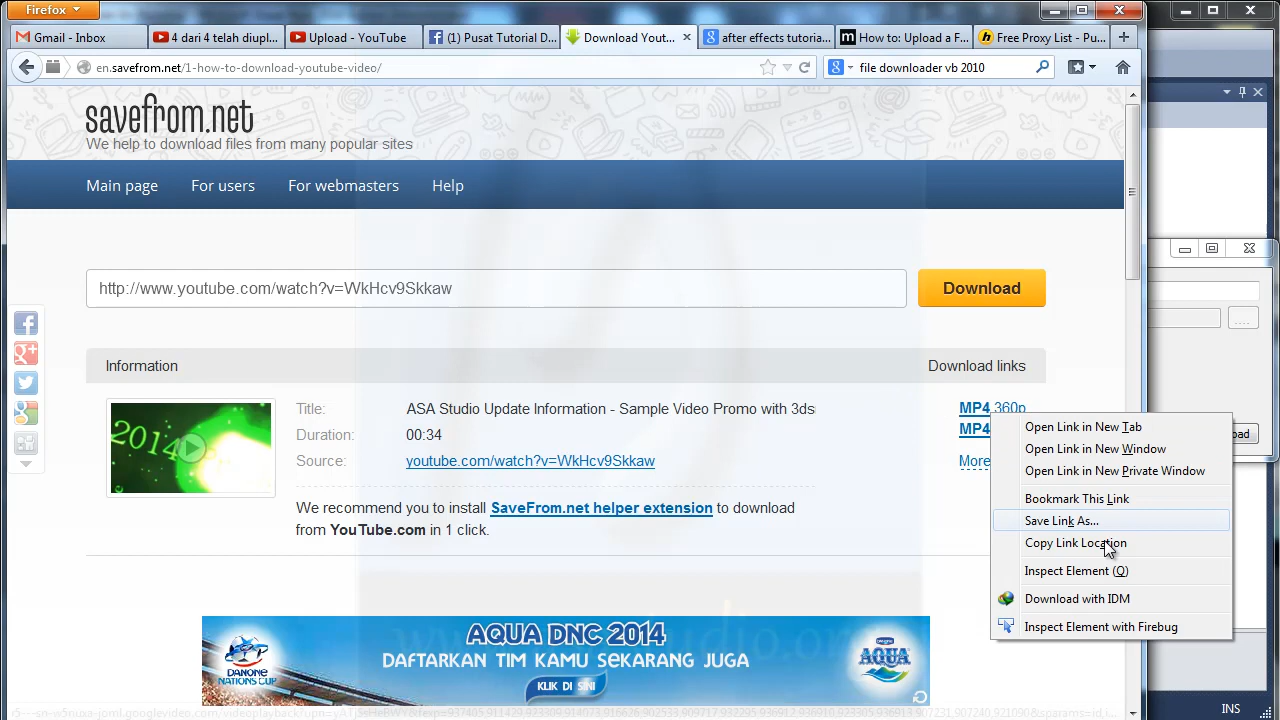 Firefox
Gmail - Inbox
4 dari 4 telah diupl...
Upload - YouTube
(1) Pusat Tutorial D...
Download Yout...
after effects tutoria...
How to: Upload a F...
Free Proxy List - Pu...
en.savefrom.net/1-how-to-download-youtube-video/
file downloader vb 2010
savefrom.net
We help to download files from many popular sites
Main page
For users
For webmasters
Help
http://www.youtube.com/watch?v=WkHcv9Skkaw
Download
Information
Download links
2014
Title:
ASA Studio Update Information - Sample Video Promo with 3ds
MP4 360p
Duration:
00:34
MP4
Source:
youtube.com/watch?v=WkHcv9Skkaw
More
We recommend you to install SaveFrom.net helper extension to download
from YouTube.com in 1 click.
Open Link in New Tab
Open Link in New Window
Open Link in New Private Window
Bookmark This Link
Save Link As...
Copy Link Location
Inspect Element (Q)
Download with IDM
Inspect Element with Firebug
....
oad
DANONE
NATIONS CUP
AQUA DNC 2014
DAFTARKAN TIM KAMU SEKARANG JUGA
KLIK DI SINI
AQUA
INS